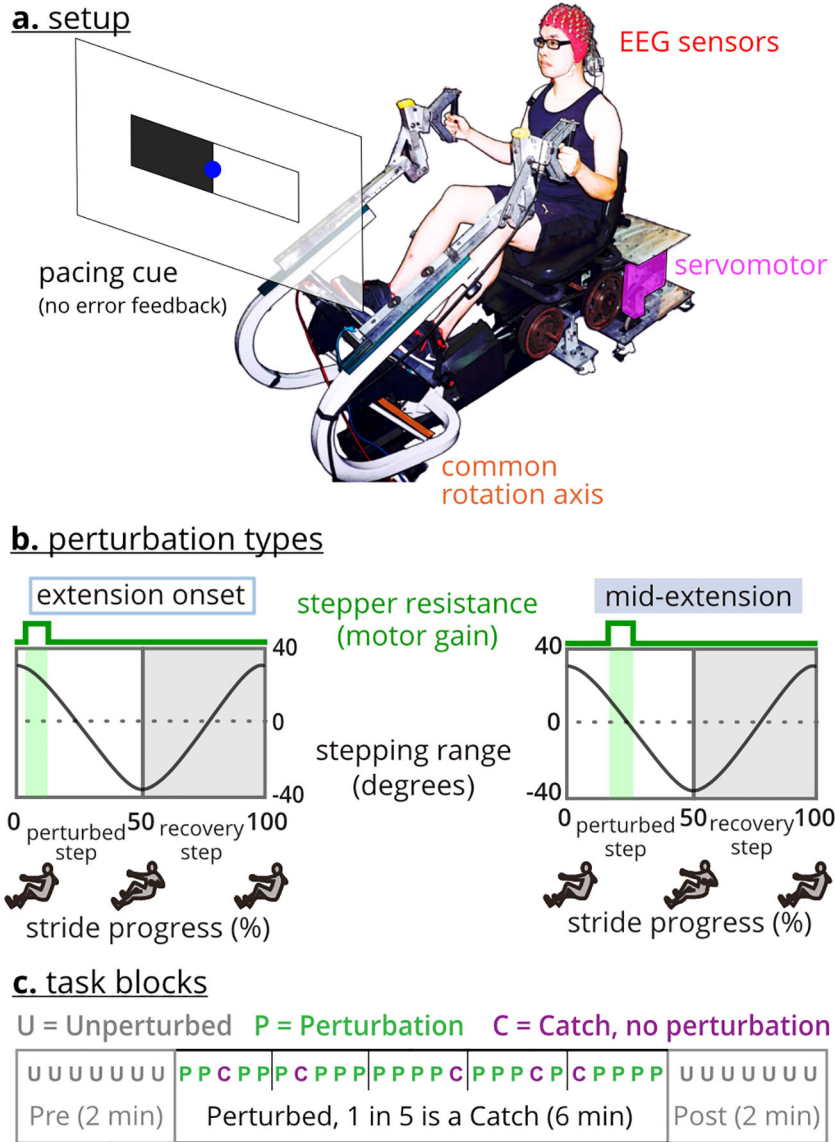 a. setup
EEG sensors
servomotor
pacing cue
(no error feedback)
common
rotation axis
b. perturbation types
extension onset
stepper resistance
(motor gain)
mid-extension
40
0
-40
stepping range
(degrees)
40
0
-40
0 50 100
perturbed
step
recovery
step
stride progress (%)
0 50 100
perturbed
step
recovery
step
stride progress (%)
c. task blocks
U = Unperturbed P = Perturbation C = Catch, no perturbation
U U U U U U U P P C P P P C P P P P P P P C P P P C P C P P P P U U U U U U U
Pre (2 min) Perturbed, 1 in 5 is a Catch (6 min) Post (2 min)